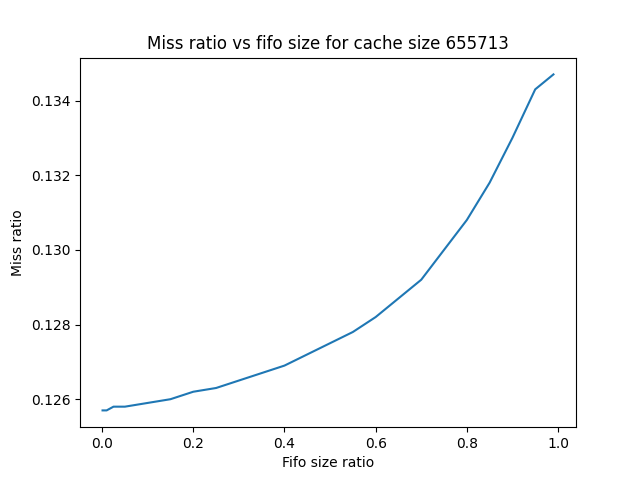 Miss ratio vs fifo size for cache size 655713
0.134
0.132
0.130
0.128
0.126
Miss ratio
0.0 0.2 0.4 0.6 0.8 1.0
Fifo size ratio